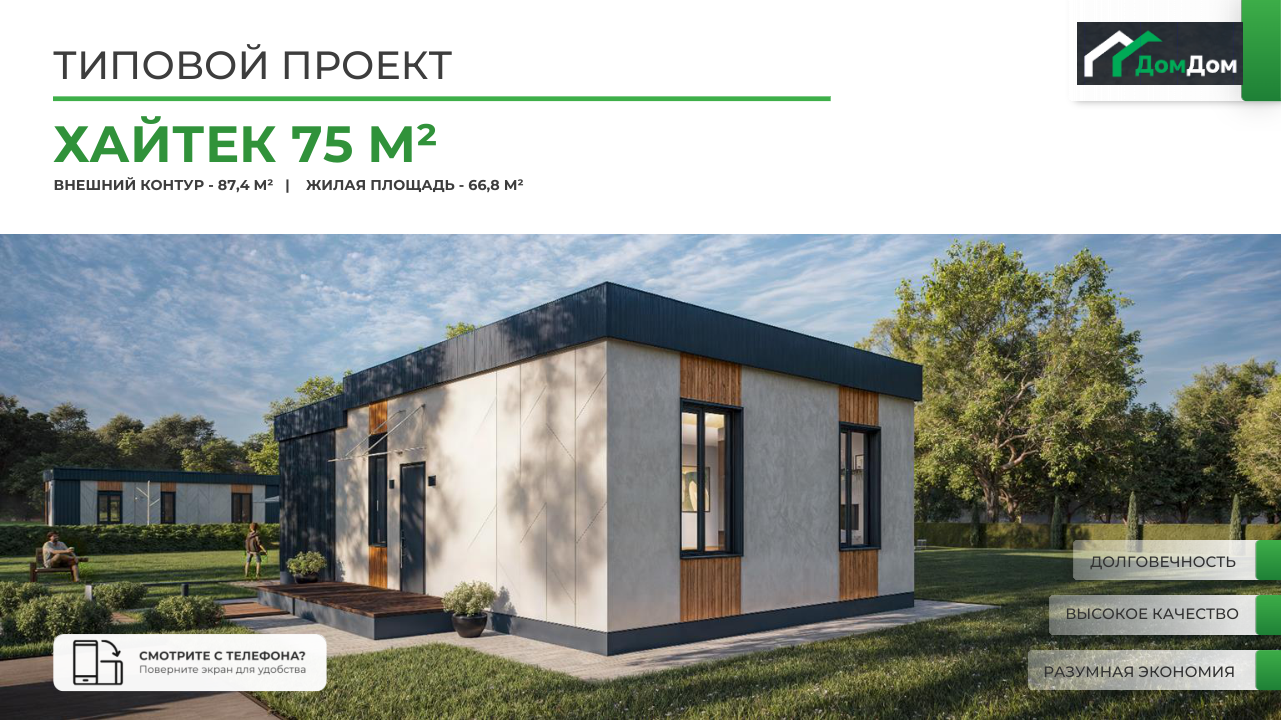 ТИПОВОЙ ПРОЕКТ
ДомДом
ХАЙТЕК 75 М²
ВНЕШНИЙ КОНТУР - 87,4 М² | ЖИЛАЯ ПЛОЩАДЬ - 66,8 М²
ДОЛГОВЕЧНОСТЬ
ВЫСОКОЕ КАЧЕСТВО
РАЗУМНАЯ ЭКОНОМИЯ
СМОТРИТЕ С ТЕЛЕФОНА?
Поверните экран для удобства